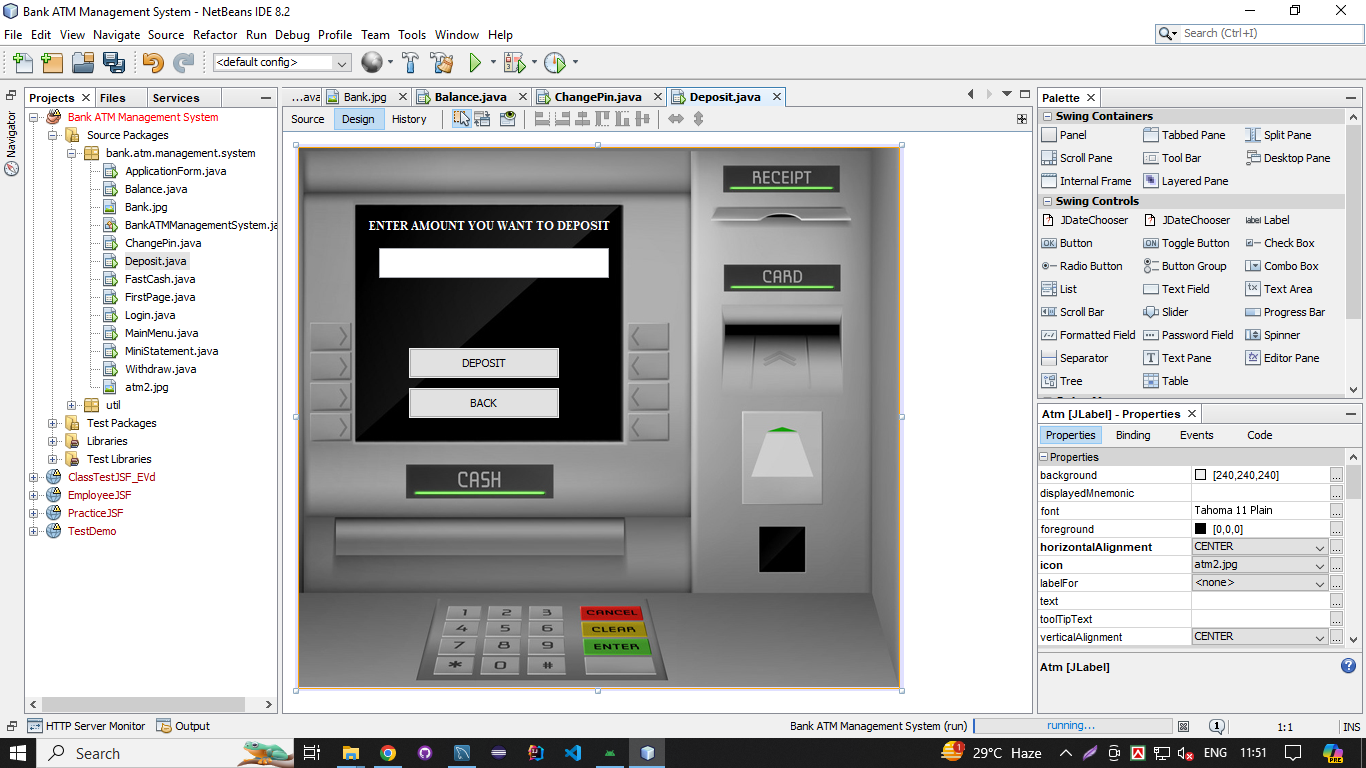 Bank ATM Management System - NetBeans IDE 8.2
File Edit View Navigate Source Refactor Run Debug Profile Team Tools Window Help
Search (Ctrl+I)
<default config>
Projects Files Services
Navigator
Bank ATM Management System
Source Packages
bank.atm.management.system
ApplicationForm.java
Balance.java
Bank.jpg
BankATMManagementSystem.ja
ChangePin.java
Deposit.java
FastCash.java
FirstPage.java
Login.java
MainMenu.java
MiniStatement.java
Withdraw.java
atm2.jpg
util
Test Packages
Libraries
Test Libraries
ClassTestJSF_EVd
EmployeeJSF
PracticeJSF
TestDemo
...ava Bank.jpg Balance.java ChangePin.java Deposit.java
Source Design History
ENTER AMOUNT YOU WANT TO DEPOSIT
DEPOSIT
BACK
RECEIPT
CARD
CASH
1 2 3 CANCEL
4 5 6 CLEAR
7 8 9 ENTER
* 0 #
Palette
Swing Containers
Panel Tabbed Pane Split Pane
Scroll Pane Tool Bar Desktop Pane
Internal Frame Layered Pane
Swing Controls
JDateChooser JDateChooser label Label
OK Button ON Toggle Button Check Box
Radio Button Button Group Combo Box
List Text Field Text Area
Scroll Bar Slider Progress Bar
Formatted Field Password Field Spinner
Separator Text Pane Editor Pane
Tree Table
Atm [JLabel] - Properties
Properties Binding Events Code
Properties
background [240,240,240] ...
displayedMnemonic ...
font Tahoma 11 Plain ...
foreground [0,0,0] ...
horizontalAlignment CENTER ...
icon atm2.jpg ...
labelFor <none> ...
text ...
toolTipText ...
verticalAlignment CENTER ...
Atm [JLabel]
HTTP Server Monitor Output
Bank ATM Management System (run) running... 1 1:1 INS
Search
1 29°C Haze ENG 11:51 PRE